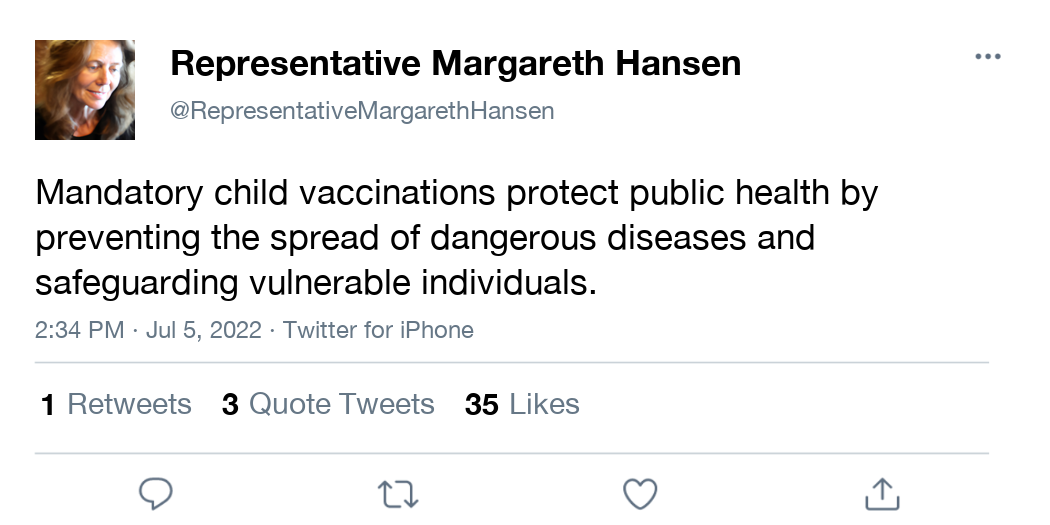 Representative Margareth Hansen
@RepresentativeMargarethHansen
Mandatory child vaccinations protect public health by
preventing the spread of dangerous diseases and
safeguarding vulnerable individuals.
2:34 PM · Jul 5, 2022 · Twitter for iPhone
1 Retweets 3 Quote Tweets 35 Likes